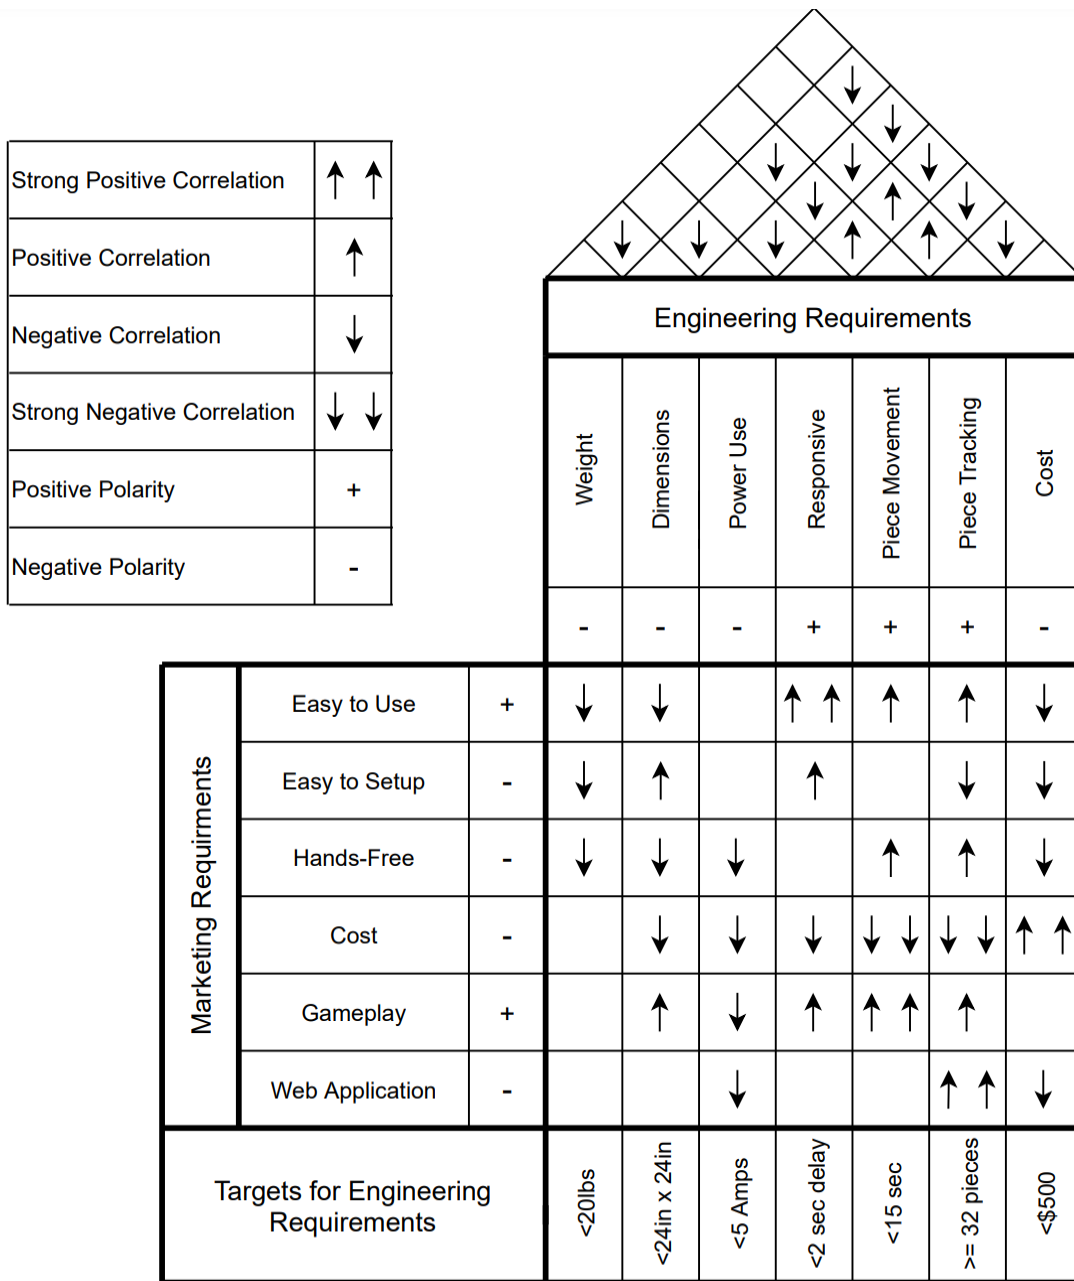 Strong Positive Correlation ↑ ↑
Positive Correlation ↑
Negative Correlation ↓
Strong Negative Correlation ↓ ↓
Positive Polarity +
Negative Polarity -
Engineering Requirements
Weight
Dimensions
Power Use
Responsive
Piece Movement
Piece Tracking
Cost
- - - + + + -
Marketing Requirments
Easy to Use +
Easy to Setup -
Hands-Free -
Cost -
Gameplay +
Web Application -
Targets for Engineering
Requirements
<20lbs
<24in x 24in
<5 Amps
<2 sec delay
<15 sec
>= 32 pieces
<$500